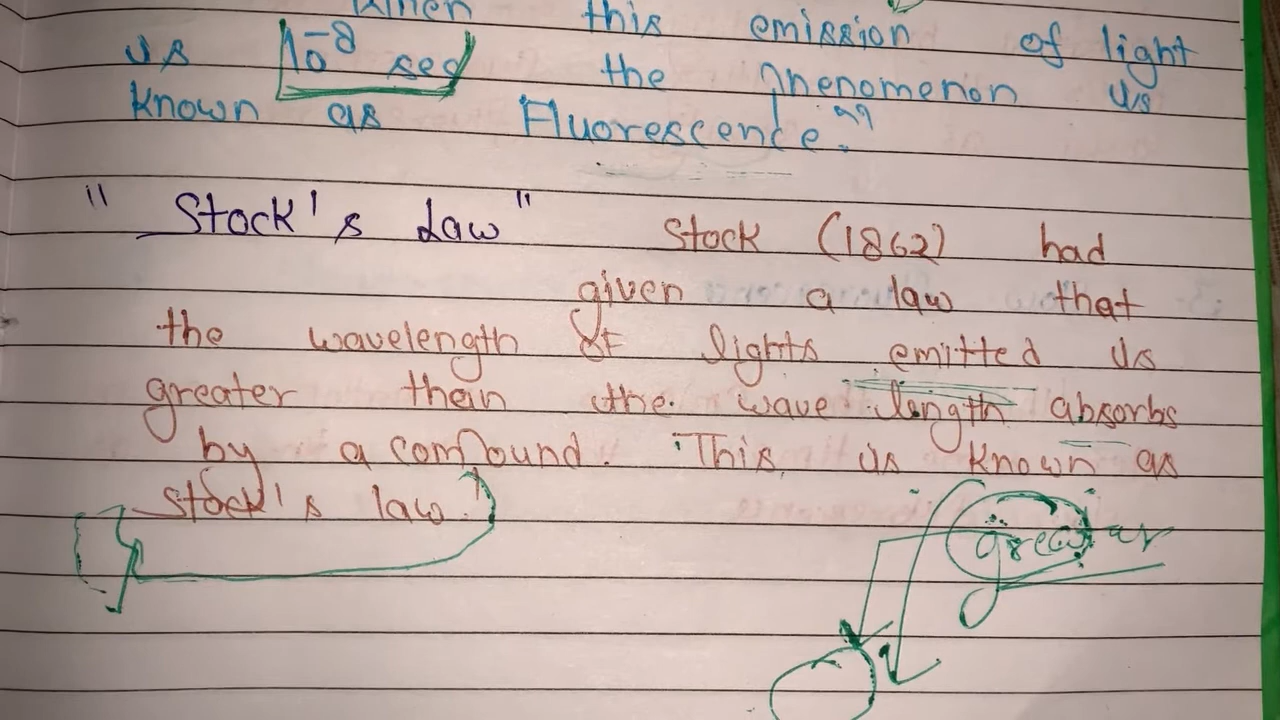 When this emission of light
is 10⁻⁸ sec the phenomenon is
known as Fluorescence."
"Stock's Law" Stock (1862) had
given a law that
the wavelength of lights emitted is
greater then the wave length absorbs
by a compound. This is known as
Stock's law.
greater